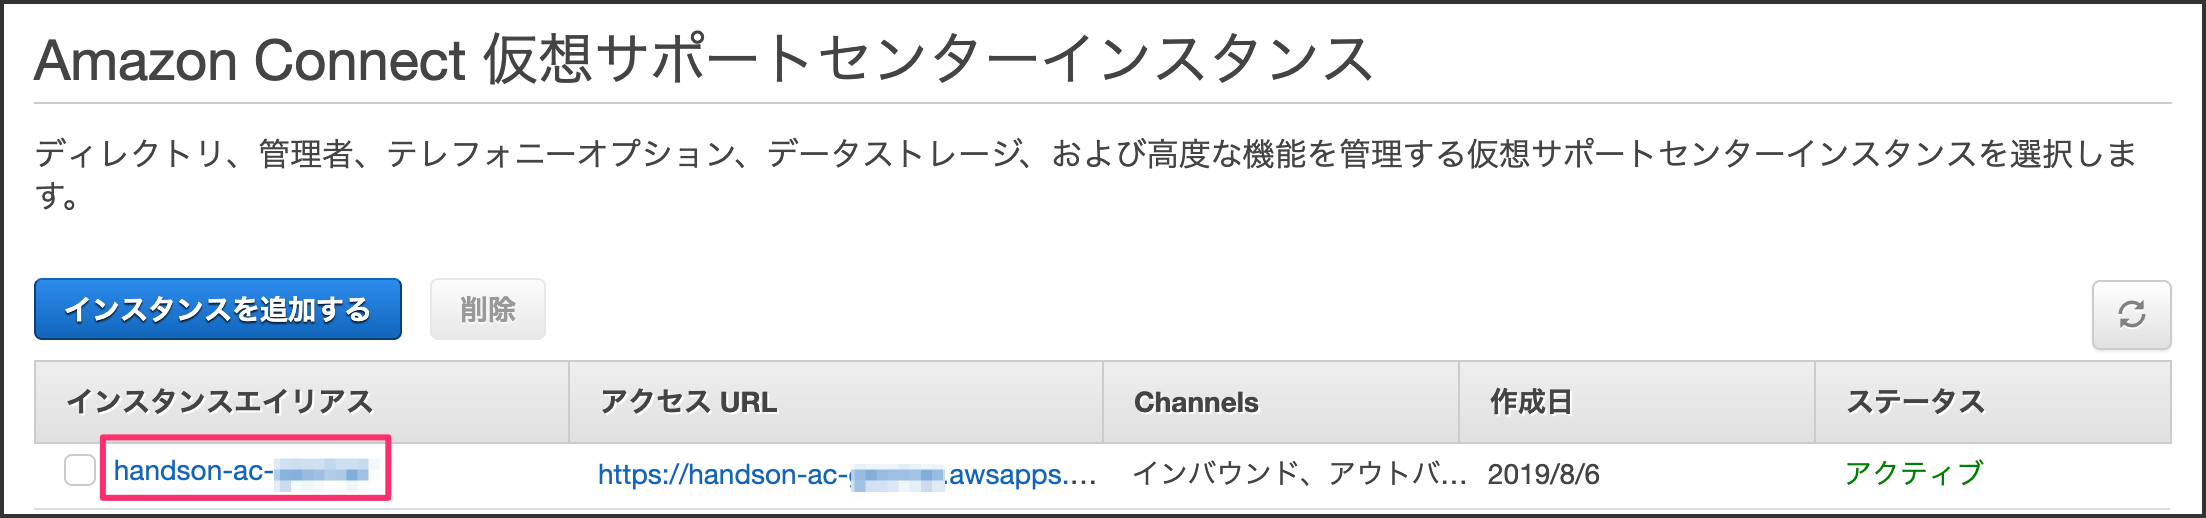 Amazon Connect 仮想サポートセンターインスタンス
ディレクトリ、管理者、テレフォニーオプション、データストレージ、および高度な機能を管理する仮想サポートセンターインスタンスを選択しま
す。
インスタンスを追加する 削除
インスタンスエイリアス アクセス URL Channels 作成日 ステータス
handson-ac- https://handson-ac- .awsapps.... インバウンド、アウトバ... 2019/8/6 アクティブ